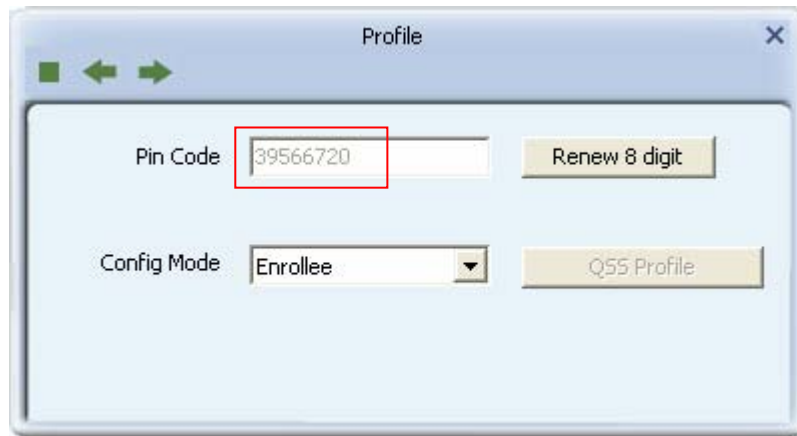 Profile
Pin Code 39566720 Renew 8 digit
Config Mode Enrollee QSS Profile